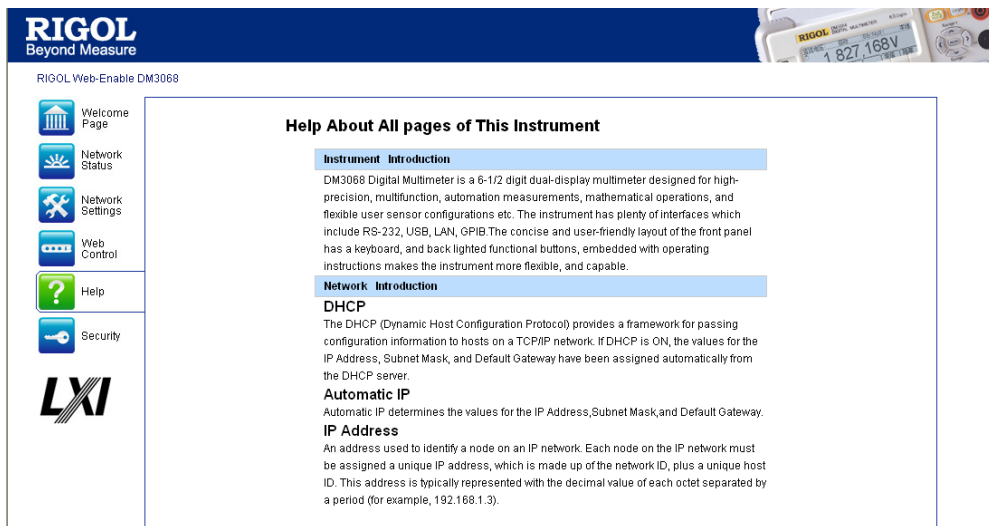 RIGOL
Beyond Measure
RIGOL
1.827,168V
RIGOL Web-Enable DM3068
Welcome
Page
Network
Status
Network
Settings
Web
Control
Help
Security
LXI
Help About All pages of This Instrument
Instrument Introduction
DM3068 Digital Multimeter is a 6-1/2 digit dual-display multimeter designed for high-
precision, multifunction, automation measurements, mathematical operations, and
flexible user sensor configurations etc. The instrument has plenty of interfaces which
include RS-232, USB, LAN, GPIB.The concise and user-friendly layout of the front panel
has a keyboard, and back lighted functional buttons, embedded with operating
instructions makes the instrument more flexible, and capable.
Network Introduction
DHCP
The DHCP (Dynamic Host Configuration Protocol) provides a framework for passing
configuration information to hosts on a TCP/IP network. If DHCP is ON, the values for the
IP Address, Subnet Mask, and Default Gateway have been assigned automatically from
the DHCP server.
Automatic IP
Automatic IP determines the values for the IP Address,Subnet Mask,and Default Gateway.
IP Address
An address used to identify a node on an IP network. Each node on the IP network must
be assigned a unique IP address, which is made up of the network ID, plus a unique host
ID. This address is typically represented with the decimal value of each octet separated by
a period (for example, 192.168.1.3).